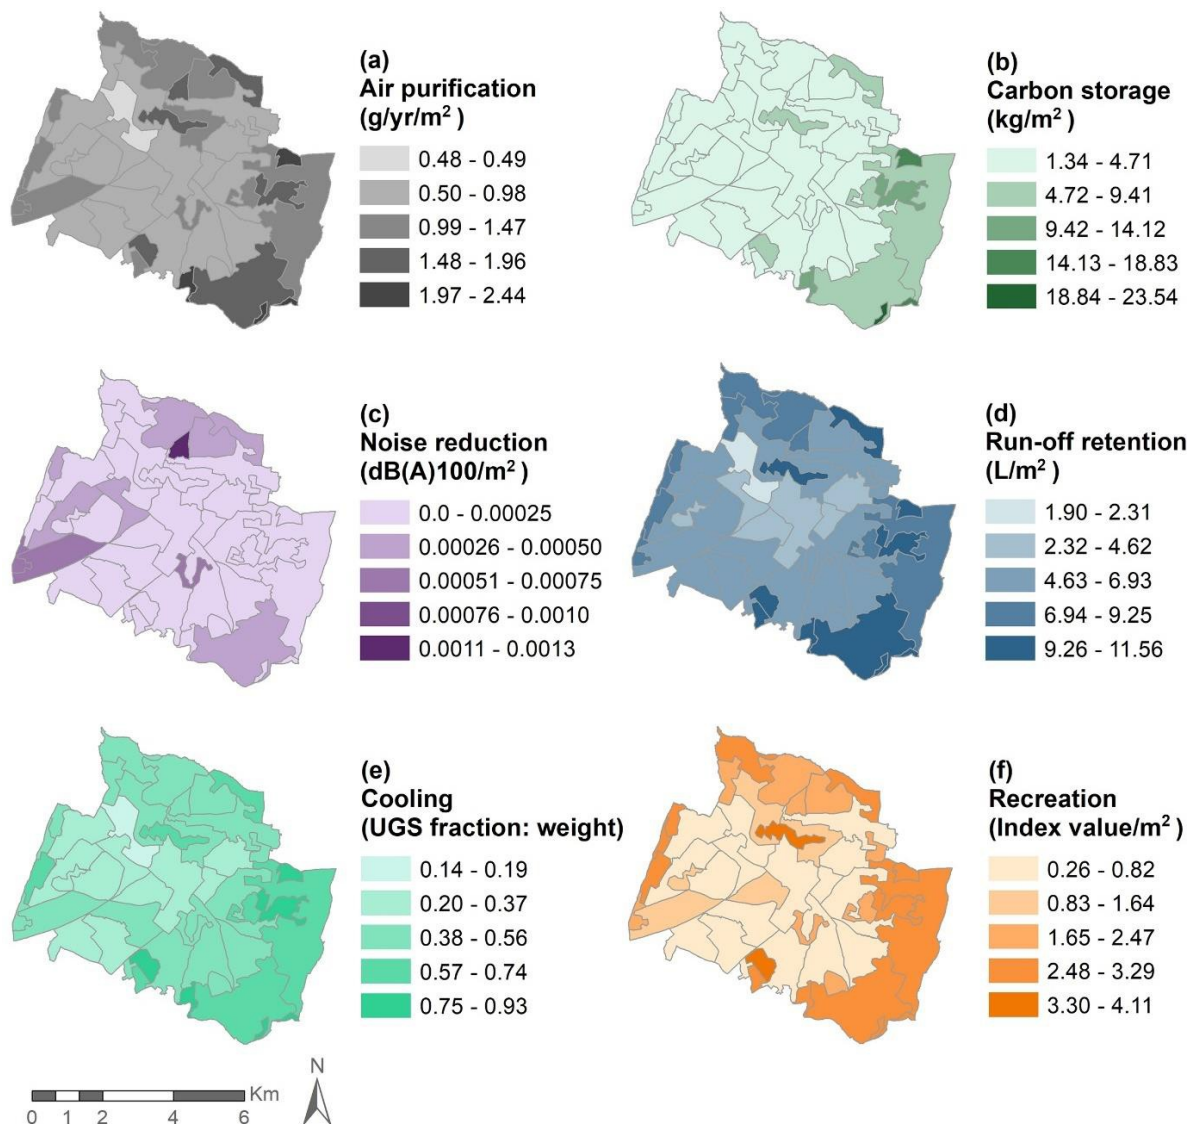 (a)
Air purification
(g/yr/m² )
0.48 - 0.49
0.50 - 0.98
0.99 - 1.47
1.48 - 1.96
1.97 - 2.44
(b)
Carbon storage
(kg/m² )
1.34 - 4.71
4.72 - 9.41
9.42 - 14.12
14.13 - 18.83
18.84 - 23.54
(c)
Noise reduction
(dB(A)100/m² )
0.0 - 0.00025
0.00026 - 0.00050
0.00051 - 0.00075
0.00076 - 0.0010
0.0011 - 0.0013
(d)
Run-off retention
(L/m² )
1.90 - 2.31
2.32 - 4.62
4.63 - 6.93
6.94 - 9.25
9.26 - 11.56
(e)
Cooling
(UGS fraction: weight)
0.14 - 0.19
0.20 - 0.37
0.38 - 0.56
0.57 - 0.74
0.75 - 0.93
(f)
Recreation
(Index value/m² )
0.26 - 0.82
0.83 - 1.64
1.65 - 2.47
2.48 - 3.29
3.30 - 4.11
N
Km
0 1 2 4 6